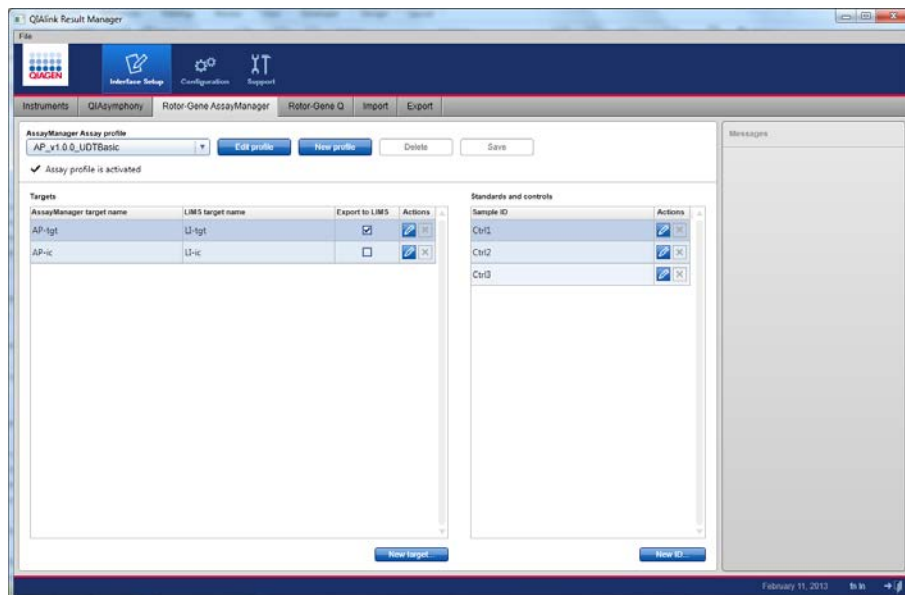 QIAlink Result Manager
File
QIAGEN
Interface Setup Configuration Support
Instruments QIAsymphony Rotor-Gene AssayManager Rotor-Gene Q Import Export
AssayManager Assay profile
AP_v1.0.0_UDTBasic Edit profile New profile Delete Save
Assay profile is activated
Messages
Targets
AssayManager target name LIMS target name Export to LIMS Actions
AP-tgt LI-tgt
AP-ic LI-ic
Standards and controls
Sample ID Actions
Ctrl1
Ctrl2
Ctrl3
New target...
New ID...
February 11, 2013